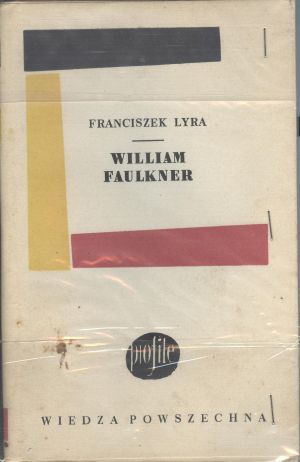 FRANCISZEK LYRA
WILLIAM
FAULKNER
profile
WIEDZA POWSZECHNA